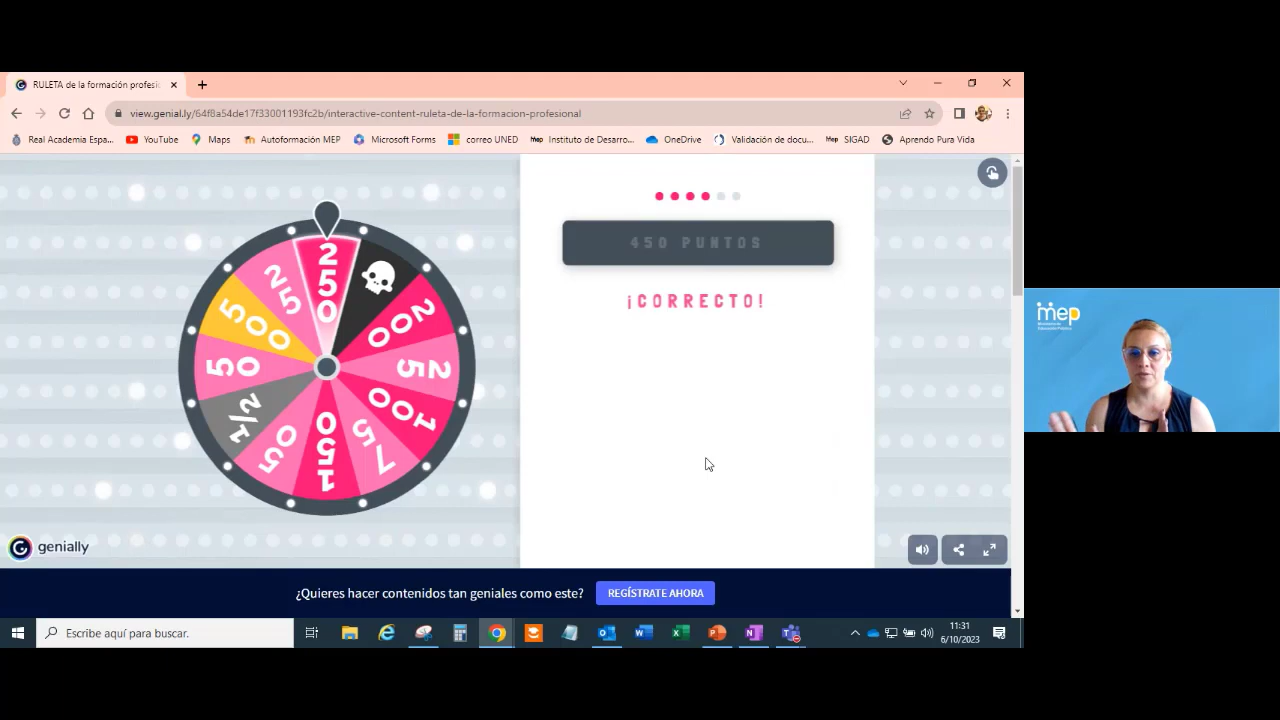 RULETA de la formación profesi
view.genial.ly/64f8a54de17f33001193fc2b/interactive-content-ruleta-de-la-formacion-profesional
Real Academia Espa...
YouTube
Maps
Autoformación MEP
Microsoft Forms
correo UNED
mep
Instituto de Desarro...
OneDrive
Validación de docu...
mep
SIGAD
Aprendo Pura Vida
250
200
25
100
75
150
50
1/2
50
500
25
450 PUNTOS
¡CORRECTO!
genially
¿Quieres hacer contenidos tan geniales como este?
REGÍSTRATE AHORA
Escribe aquí para buscar.
11:31
6/10/2023
mep